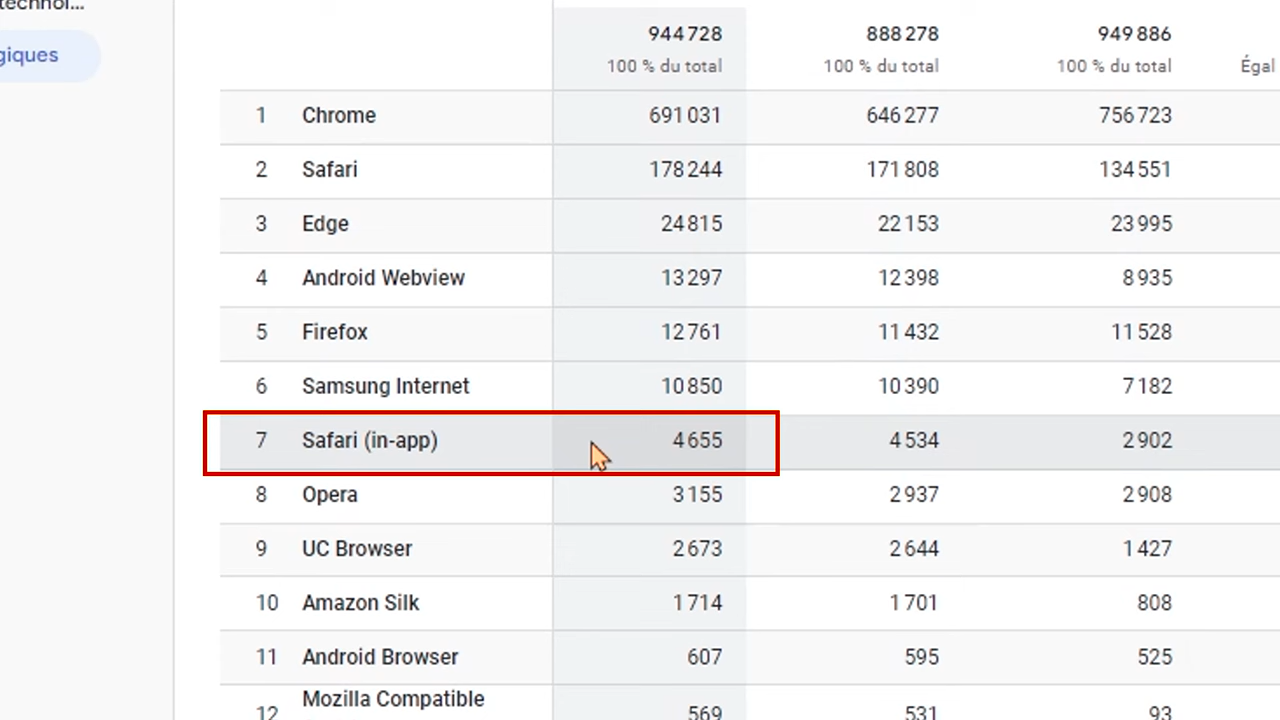 technol...
giques
944 728 888 278 949 886
100 % du total 100 % du total 100 % du total Égal
1 Chrome 691 031 646 277 756 723
2 Safari 178 244 171 808 134 551
3 Edge 24 815 22 153 23 995
4 Android Webview 13 297 12 398 8 935
5 Firefox 12 761 11 432 11 528
6 Samsung Internet 10 850 10 390 7 182
7 Safari (in-app) 4 655 4 534 2 902
8 Opera 3 155 2 937 2 908
9 UC Browser 2 673 2 644 1 427
10 Amazon Silk 1 714 1 701 808
11 Android Browser 607 595 525
Mozilla Compatible
12 569 531 93